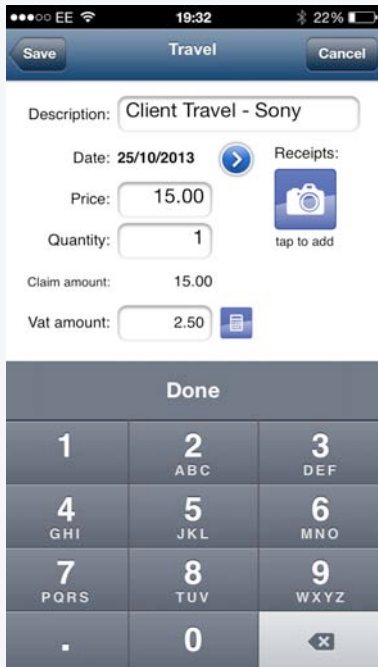 EE 19:32 22%
Save Travel Cancel
Description: Client Travel - Sony
Date: 25/10/2013 Receipts:
Price: 15.00
Quantity: 1 tap to add
Claim amount: 15.00
Vat amount: 2.50
Done
1 2 3
ABC DEF
4 5 6
GHI JKL MNO
7 8 9
PQRS TUV WXYZ
. 0